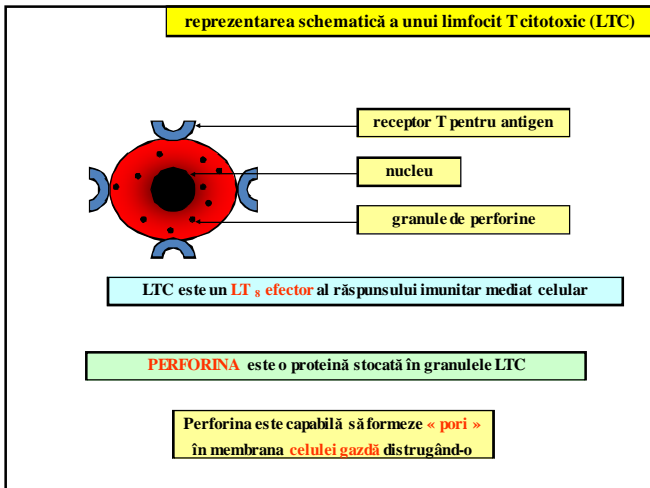 reprezentarea schematică a unui limfocit T citotoxic (LTC)
receptor T pentru antigen
nucleu
granule de perforine
LTC este un LT 8 efector al răspunsului imunitar mediat celular
PERFORINA este o proteină stocată în granulele LTC
Perforina este capabilă să formeze « pori »
în membrana celulei gazdă distrugând-o